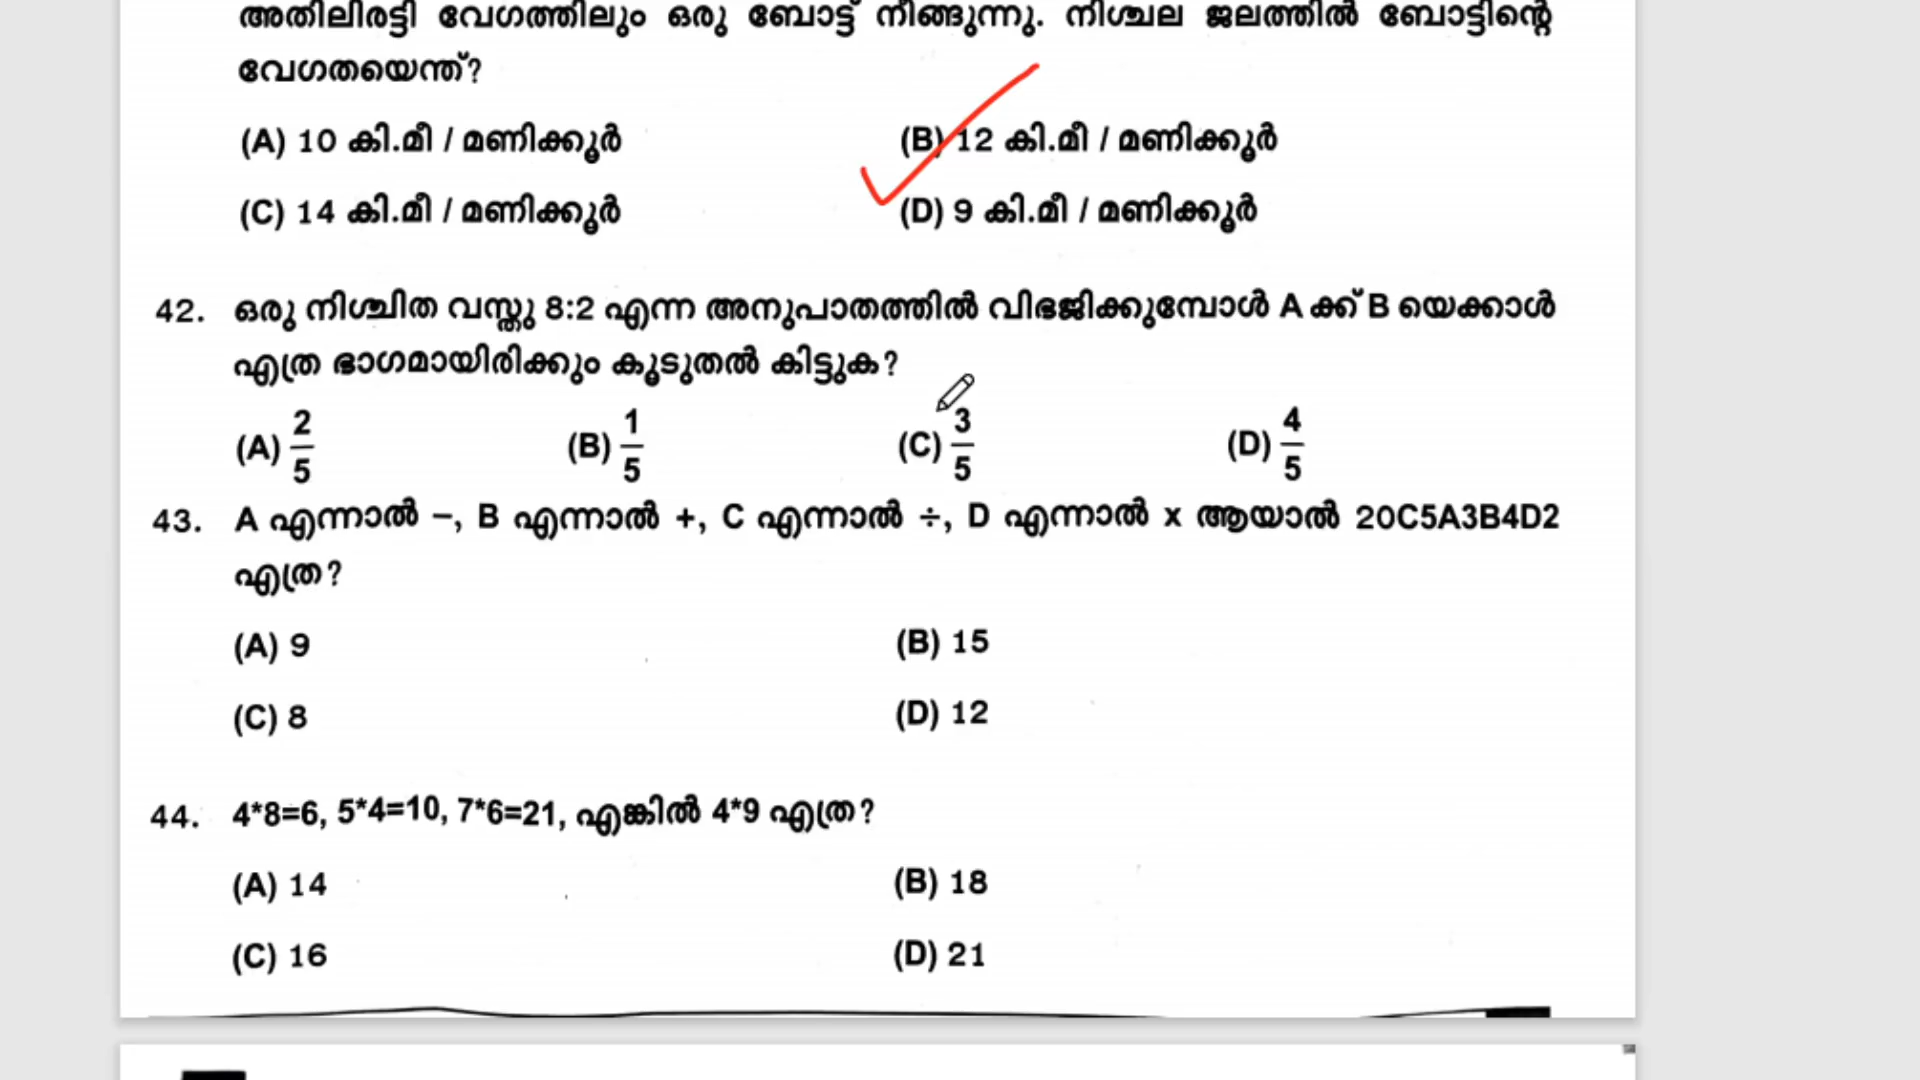 അതിലിരട്ടി വേഗത്തിലും ഒരു ബോട്ട് നീങ്ങുന്നു. നിശ്ചല ജലത്തിൽ ബോട്ടിന്റെ
വേഗതയെന്ത്?
(A) 10 കി.മീ / മണിക്കൂർ (B) 12 കി.മീ / മണിക്കൂർ
(C) 14 കി.മീ / മണിക്കൂർ (D) 9 കി.മീ / മണിക്കൂർ
42. ഒരു നിശ്ചിത വസ്തു 8:2 എന്ന അനുപാതത്തിൽ വിഭജിക്കുമ്പോൾ A ക്ക് B യെക്കാൾ
എത്ര ഭാഗമായിരിക്കും കൂടുതൽ കിട്ടുക?
(A) 2/5 (B) 1/5 (C) 3/5 (D) 4/5
43. A എന്നാൽ –, B എന്നാൽ +, C എന്നാൽ ÷, D എന്നാൽ x ആയാൽ 20C5A3B4D2
എത്ര?
(A) 9 (B) 15
(C) 8 (D) 12
44. 4*8=6, 5*4=10, 7*6=21, എങ്കിൽ 4*9 എത്ര?
(A) 14 (B) 18
(C) 16 (D) 21